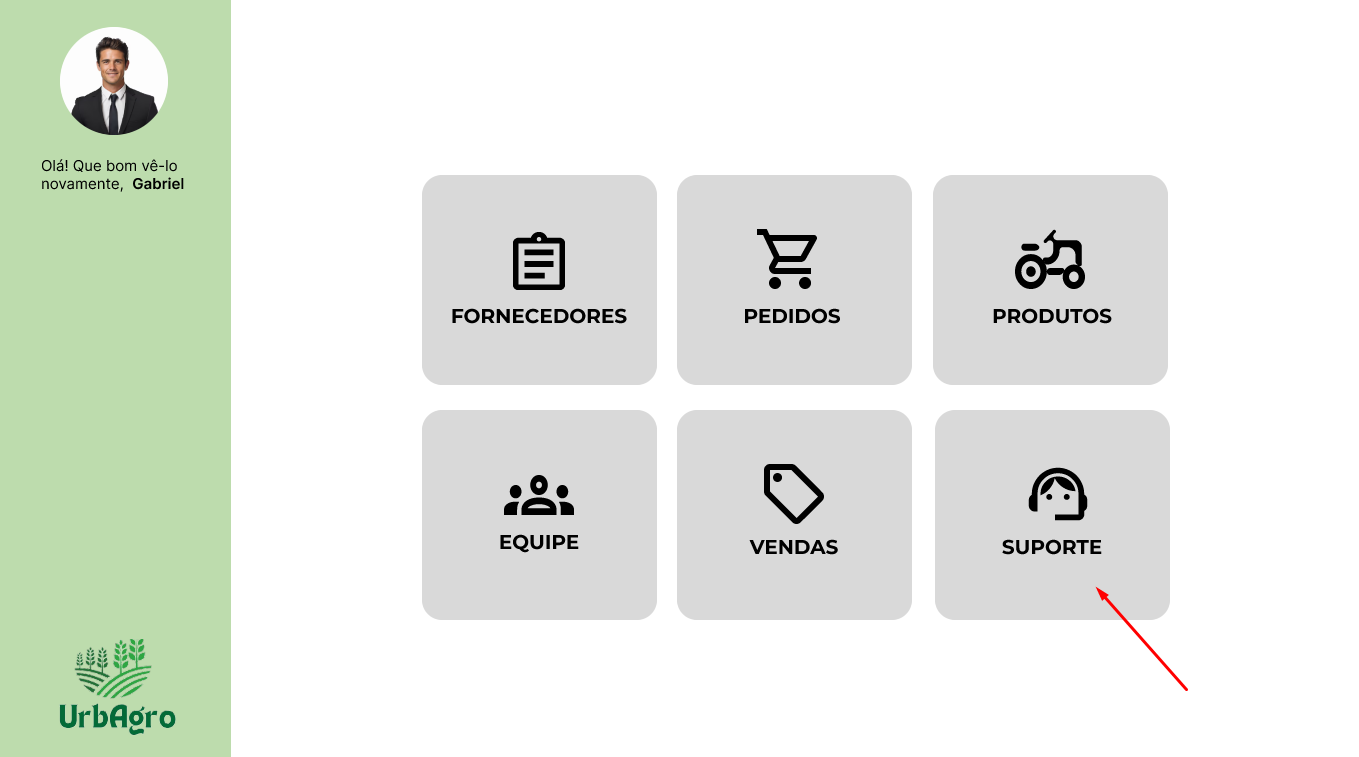 Olá! Que bom vê-lo
novamente, Gabriel
FORNECEDORES
PEDIDOS
PRODUTOS
EQUIPE
VENDAS
SUPORTE
UrbAgro